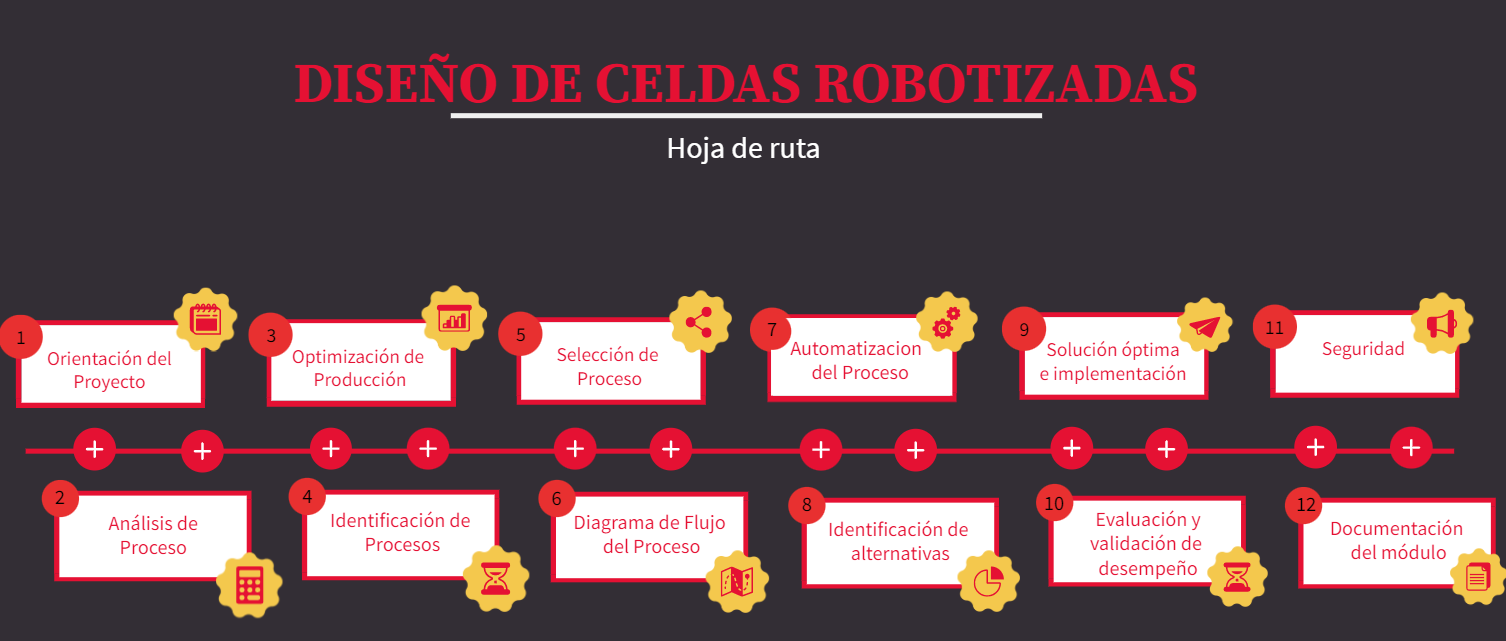 DISEÑO DE CELDAS ROBOTIZADAS
Hoja de ruta
1
Orientación del
Proyecto
2
Análisis de
Proceso
3
Optimización de
Producción
4
Identificación de
Procesos
5
Selección de
Proceso
6
Diagrama de Flujo
del Proceso
7
Automatizacion
del Proceso
8
Identificación de
alternativas
9
Solución óptima
e implementación
10
Evaluación y
validación de
desempeño
11
Seguridad
12
Documentación
del módulo